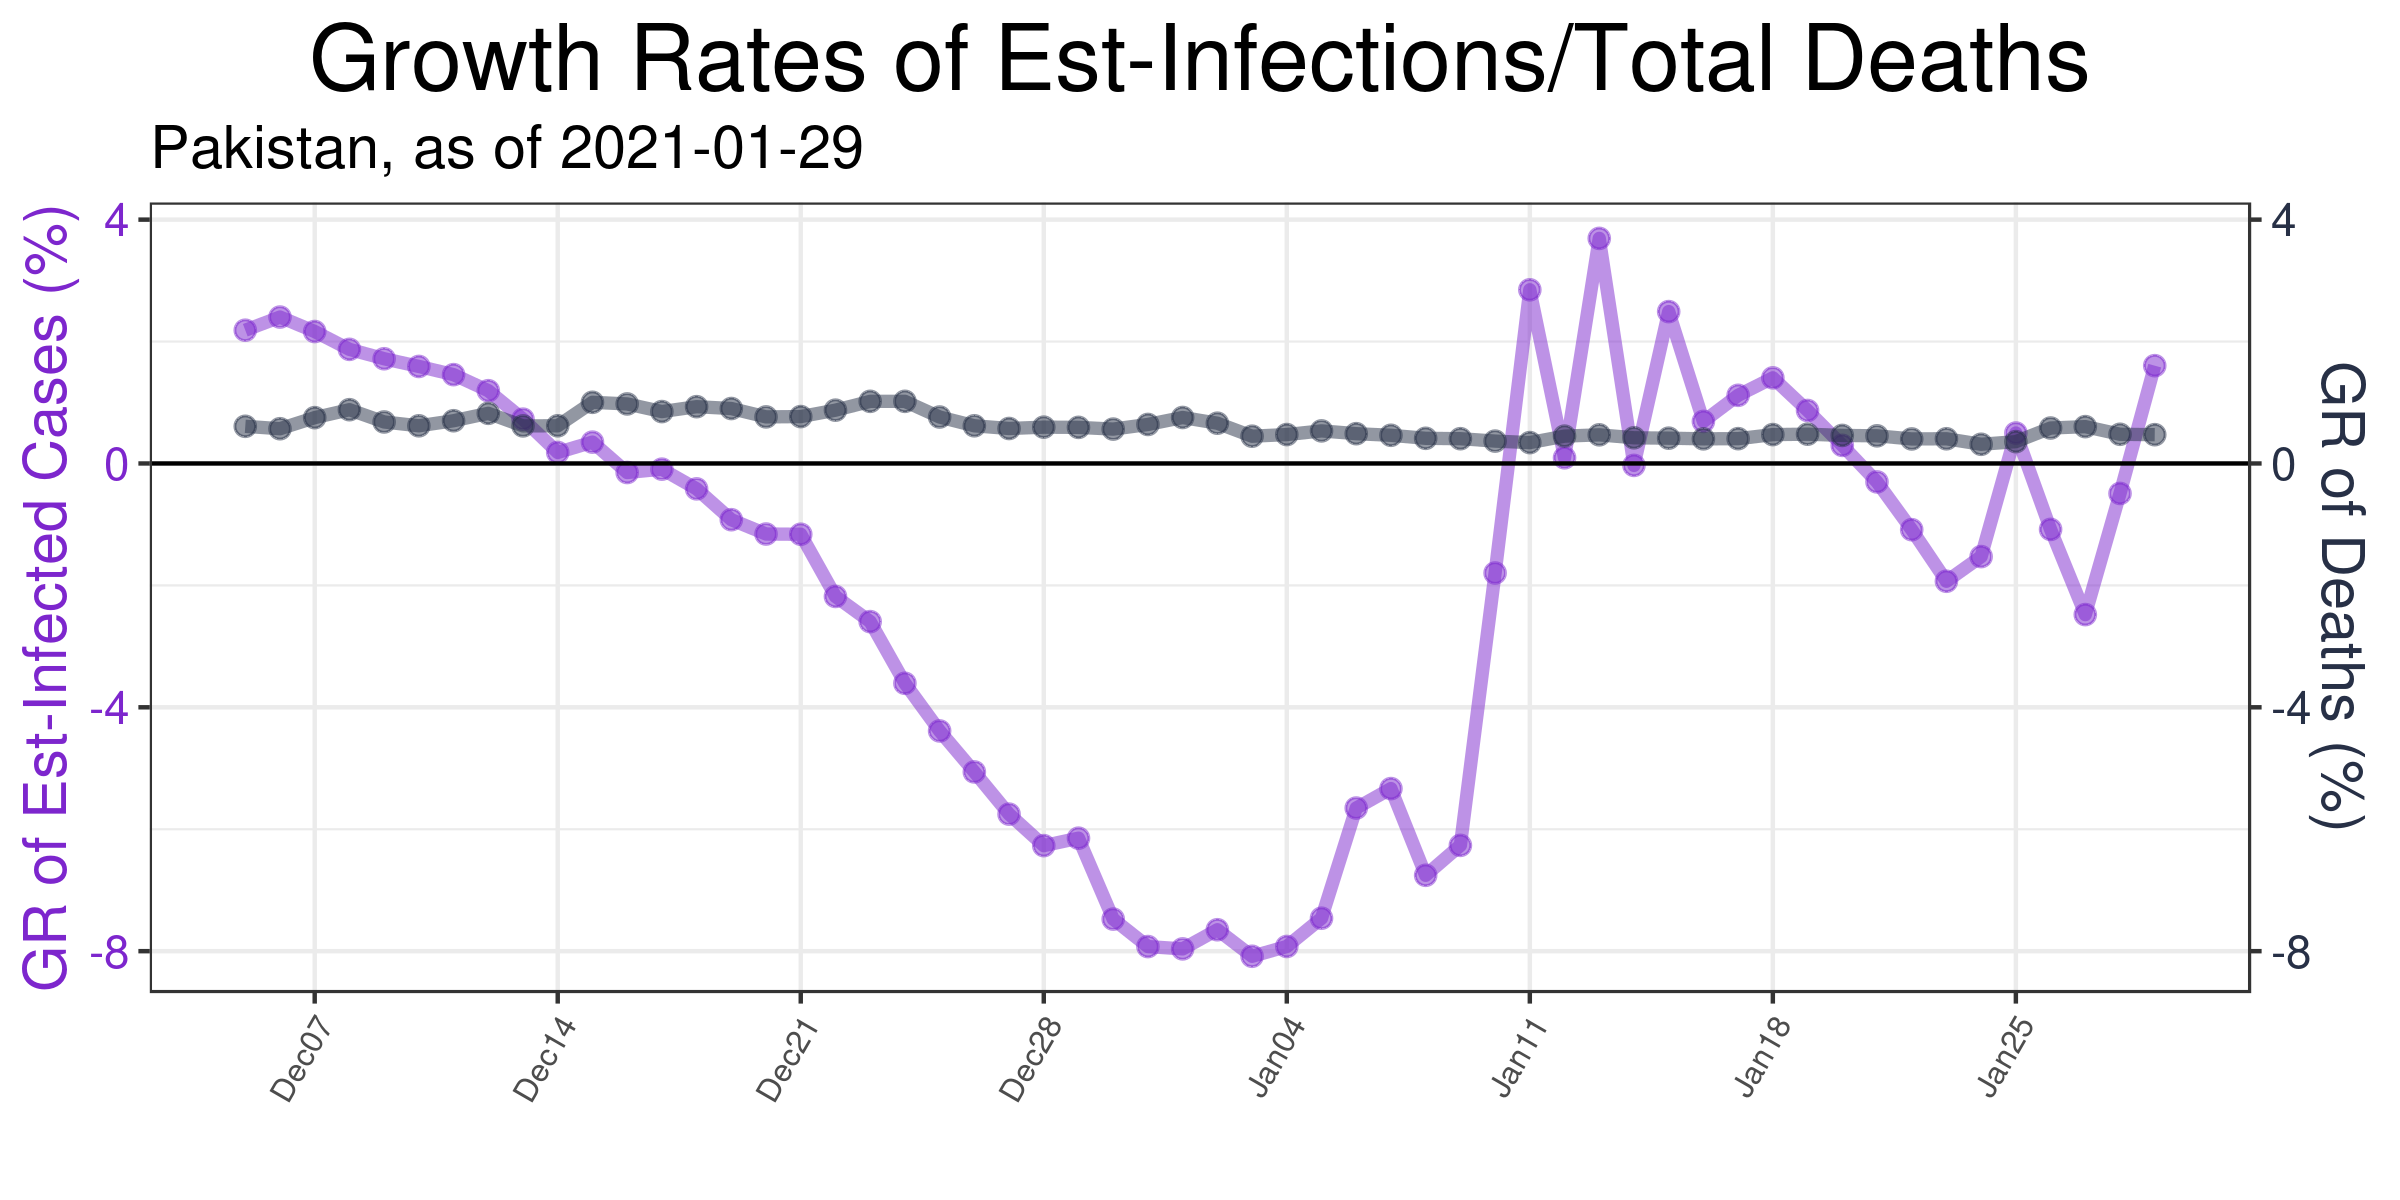 Growth Rates of Est-Infections/Total Deaths
Pakistan, as of 2021-01-29
GR of Est-Infected Cases (%)
4
0
-4
-8
4
0
-4
-8
GR of Deaths (%)
Dec07
Dec14
Dec21
Dec28
Jan04
Jan11
Jan18
Jan25